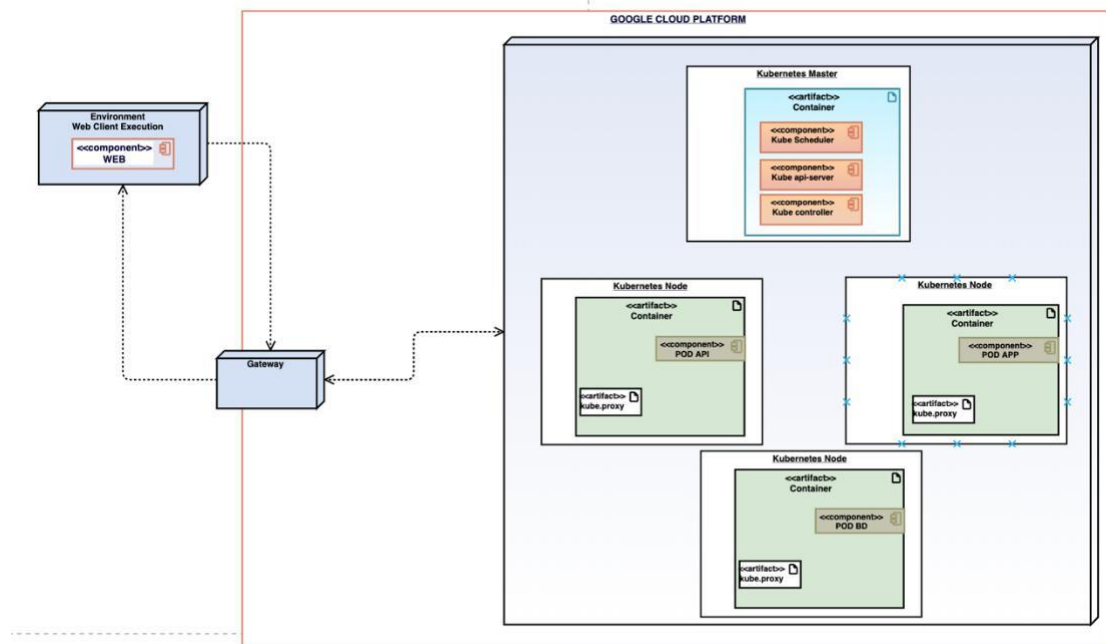 GOOGLE CLOUD PLATFORM
Kubernetes Master
<<artifact>>
Container
<<component>>
Kube Scheduler
<<component>>
Kube api-server
<<component>>
Kube controller
Environment
Web Client Execution
<<component>>
WEB
Gateway
Kubernetes Node
<<artifact>>
Container
<<component>>
POD API
<<artifact>>
kube.proxy
Kubernetes Node
<<artifact>>
Container
<<component>>
POD APP
<<artifact>>
kube.proxy
Kubernetes Node
<<artifact>>
Container
<<component>>
POD BD
<<artifact>>
kube.proxy